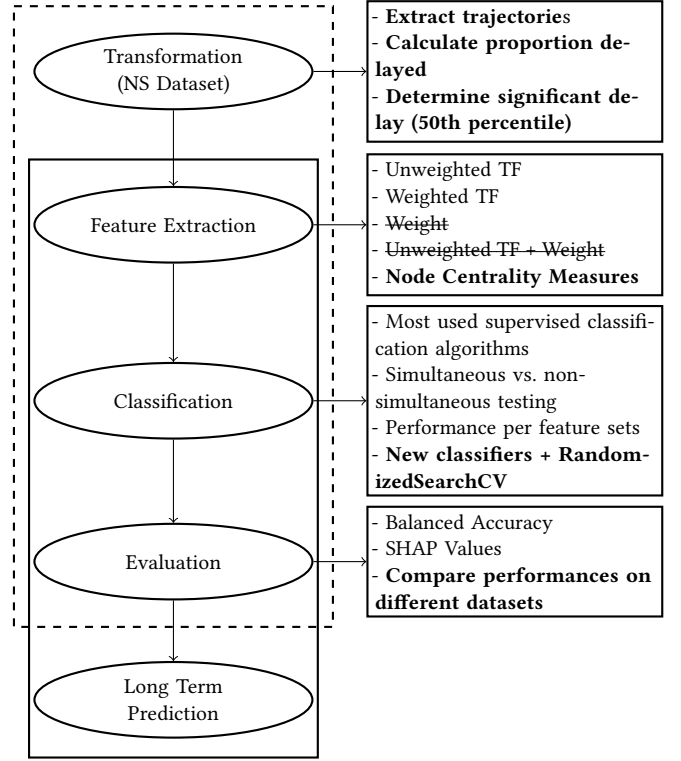 Transformation
(NS Dataset)
- Extract trajectories
- Calculate proportion de-
layed
- Determine significant de-
lay (50th percentile)
Feature Extraction
- Unweighted TF
- Weighted TF
- Weight
- Unweighted TF + Weight
- Node Centrality Measures
Classification
- Most used supervised classifi-
cation algorithms
- Simultaneous vs. non-
simultaneous testing
- Performance per feature sets
- New classifiers + Random-
izedSearchCV
Evaluation
- Balanced Accuracy
- SHAP Values
- Compare performances on
different datasets
Long Term
Prediction